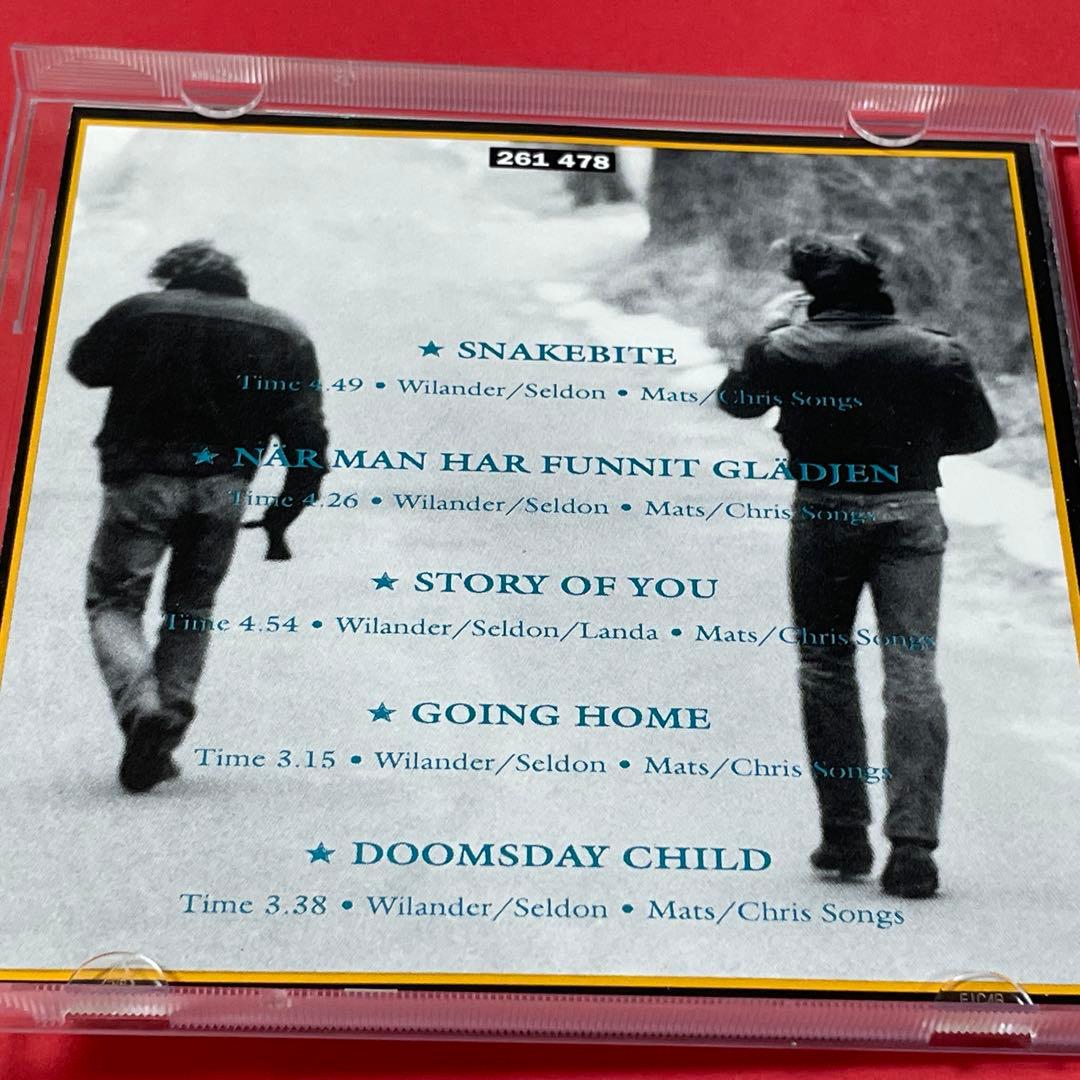 261 478
★ SNAKEBITE
Time 4.49 • Wilander/Seldon • Mats/Chris Songs
★ NÄR MAN HAR FUNNIT GLÄDJEN
Time 4.26 • Wilander/Seldon • Mats/Chris Songs
★ STORY OF YOU
Time 4.54 • Wilander/Seldon/Landa • Mats/Chris Songs
★ GOING HOME
Time 3.15 • Wilander/Seldon • Mats/Chris Songs
★ DOOMSDAY CHILD
Time 3.38 • Wilander/Seldon • Mats/Chris Songs